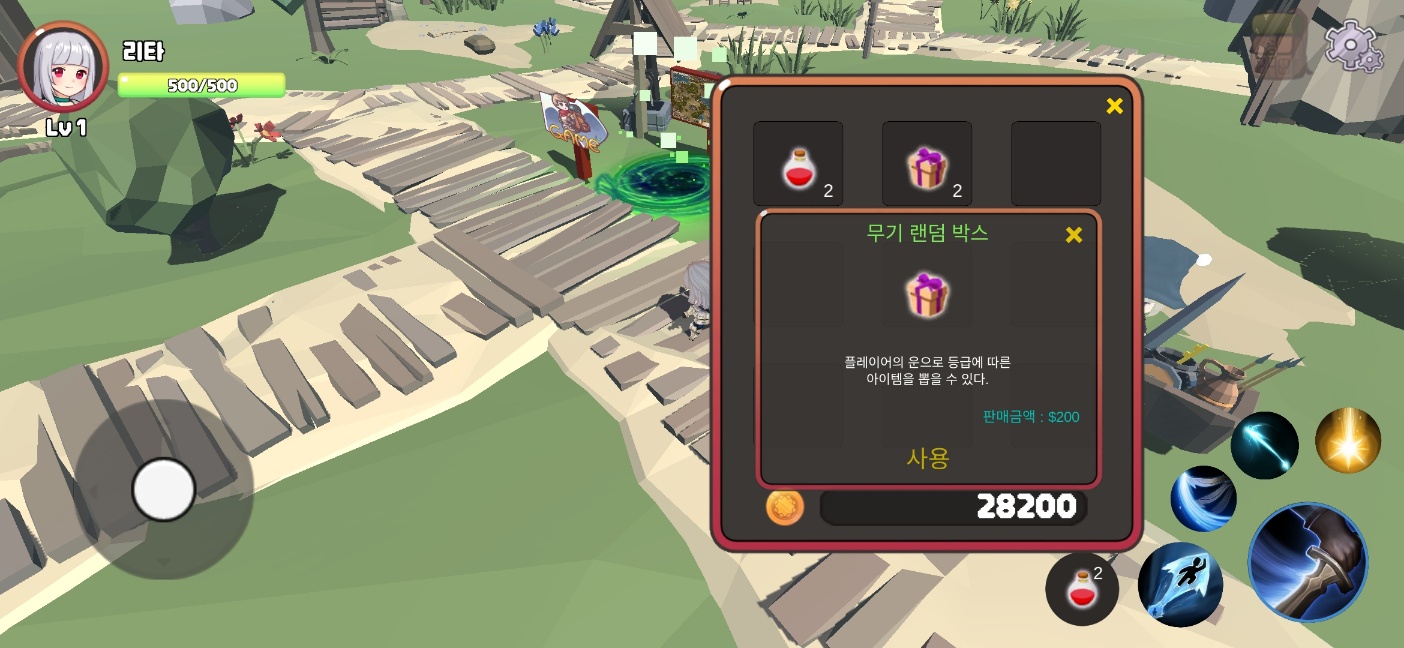 리타
500/500
Lv 1
GAME
2
2
무기 랜덤 박스
플레이어의 운으로 등급에 따른
아이템을 뽑을 수 있다.
판매금액 : $200
사용
28200
2